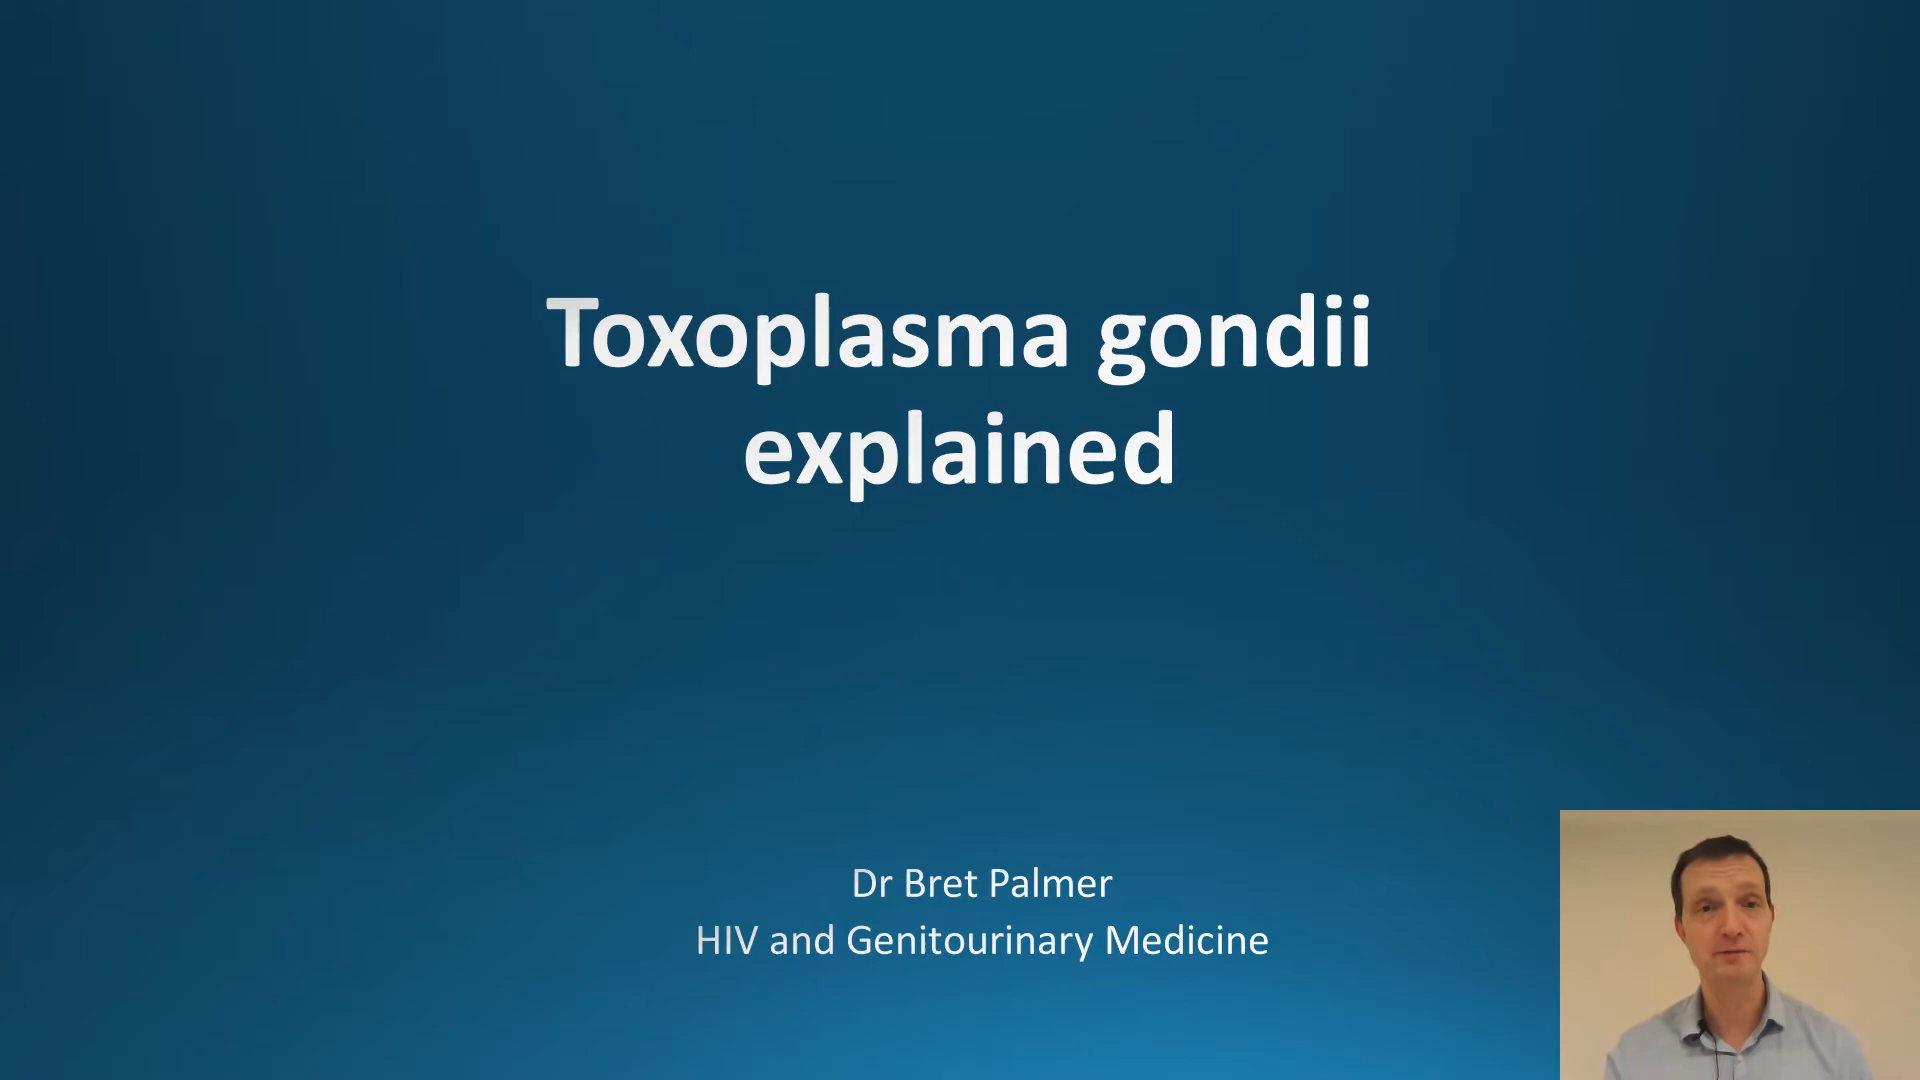 Toxoplasma gondii
explained
Dr Bret Palmer
HIV and Genitourinary Medicine